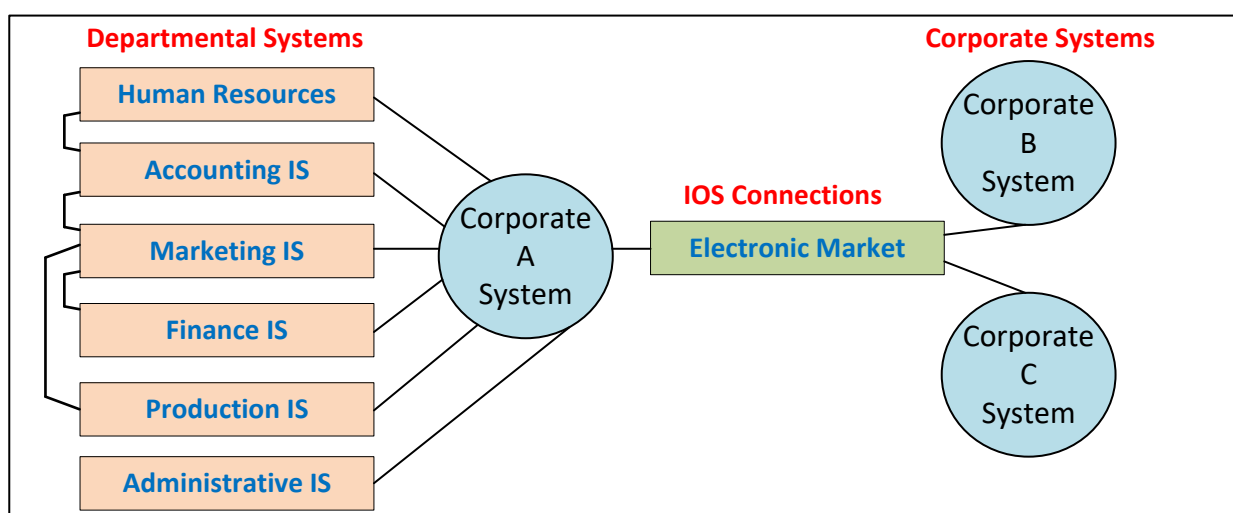 Departmental Systems
Corporate Systems
Human Resources
Accounting IS
Marketing IS
Finance IS
Production IS
Administrative IS
Corporate
A
System
IOS Connections
Electronic Market
Corporate
B
System
Corporate
C
System